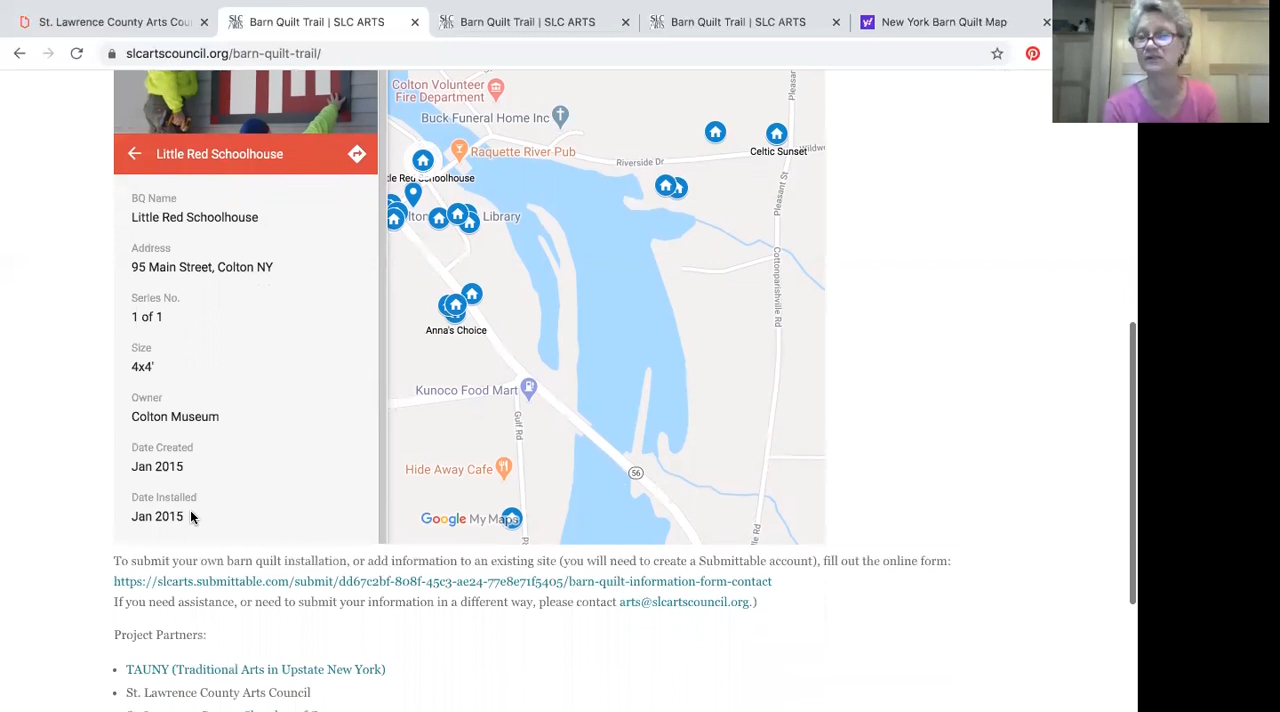 St. Lawrence County Arts Cou
Barn Quilt Trail | SLC ARTS
Barn Quilt Trail | SLC ARTS
Barn Quilt Trail | SLC ARTS
New York Barn Quilt Map
slcartscouncil.org/barn-quilt-trail/
Little Red Schoolhouse
BQ Name
Little Red Schoolhouse
Address
95 Main Street, Colton NY
Series No.
1 of 1
Size
4x4'
Owner
Colton Museum
Date Created
Jan 2015
Date Installed
Jan 2015
Colton Volunteer
Fire Department
Buck Funeral Home Inc
Raquette River Pub
Riverside Dr
Celtic Sunset
Wildw
Pleasant St
Cottonparishville Rd
tle Red Schoolhouse
lton
Library
Anna's Choice
Kunoco Food Mart
Gulf Rd
Hide Away Cafe
56
Google My Maps
To submit your own barn quilt installation, or add information to an existing site (you will need to create a Submittable account), fill out the online form:
https://slcarts.submittable.com/submit/dd67c2bf-808f-45c3-ae24-77e8e71f5405/barn-quilt-information-form-contact
If you need assistance, or need to submit your information in a different way, please contact arts@slcartscouncil.org.)
Project Partners:
• TAUNY (Traditional Arts in Upstate New York)
• St. Lawrence County Arts Council